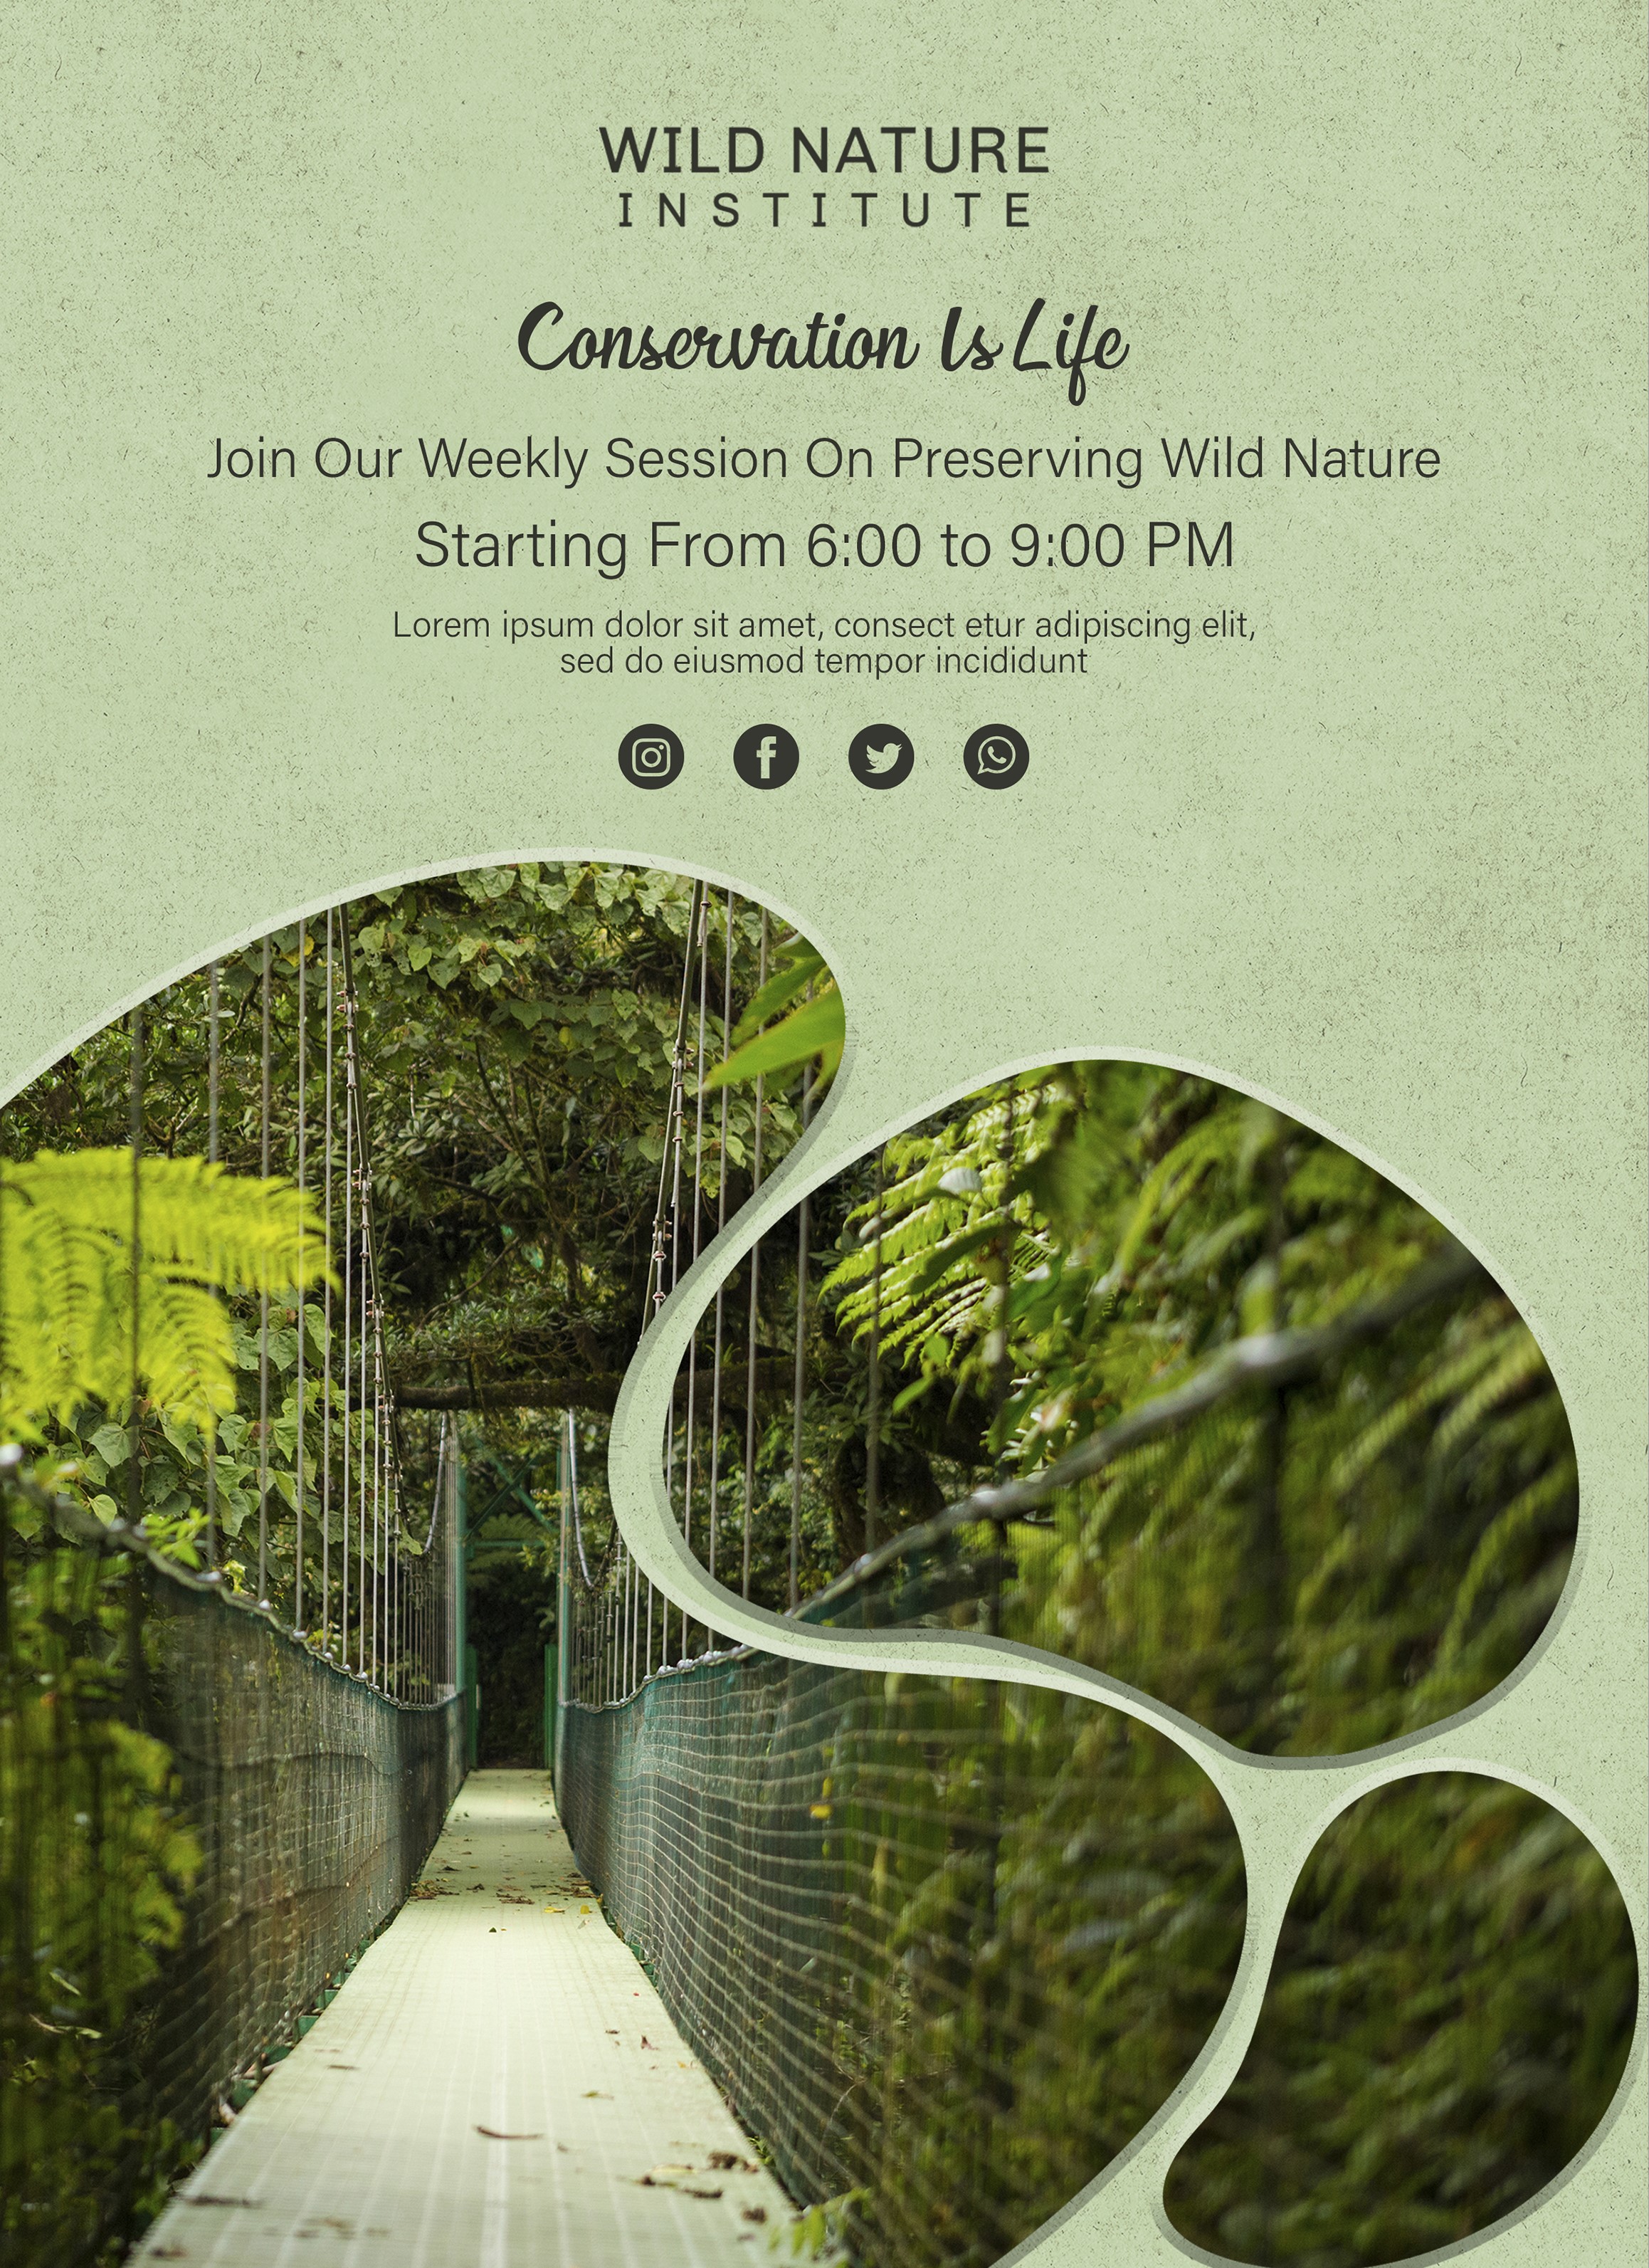 WILD NATURE
INSTITUTE
Conservation Is Life
Join Our Weekly Session On Preserving Wild Nature
Starting From 6:00 to 9:00 PM
Lorem ipsum dolor sit amet, consect etur adipiscing elit,
sed do eiusmod tempor incididunt